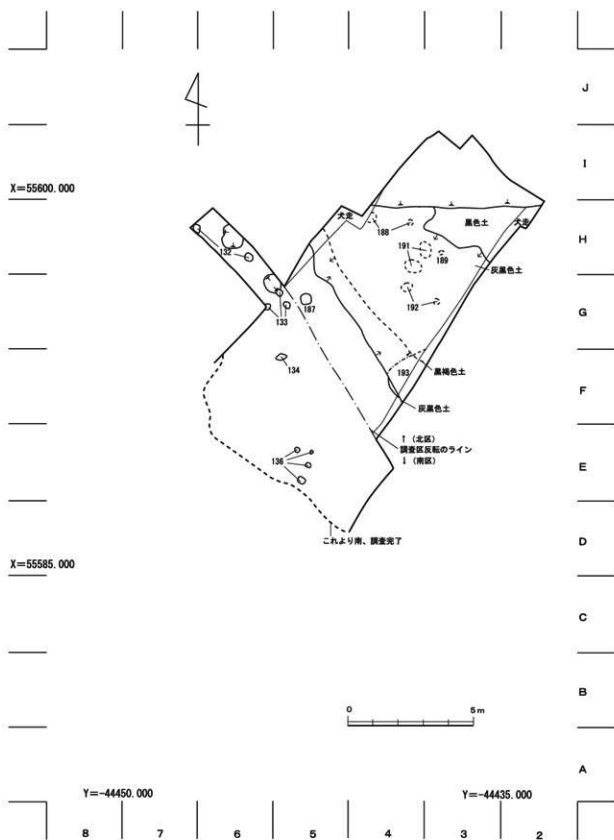 J
I
X=55600.000
犬走
188
黒色土
犬走
H
132
191
189
灰黒色土
192
G
133
187
134
193
黒褐色土
F
灰黒色土
↑(北区)
調査区反転のライン
↓(南区)
136
E
これより南、調査完了
D
X=55585.000
C
B
0 5m
A
Y=-44450.000 Y=-44435.000
8 7 6 5 4 3 2